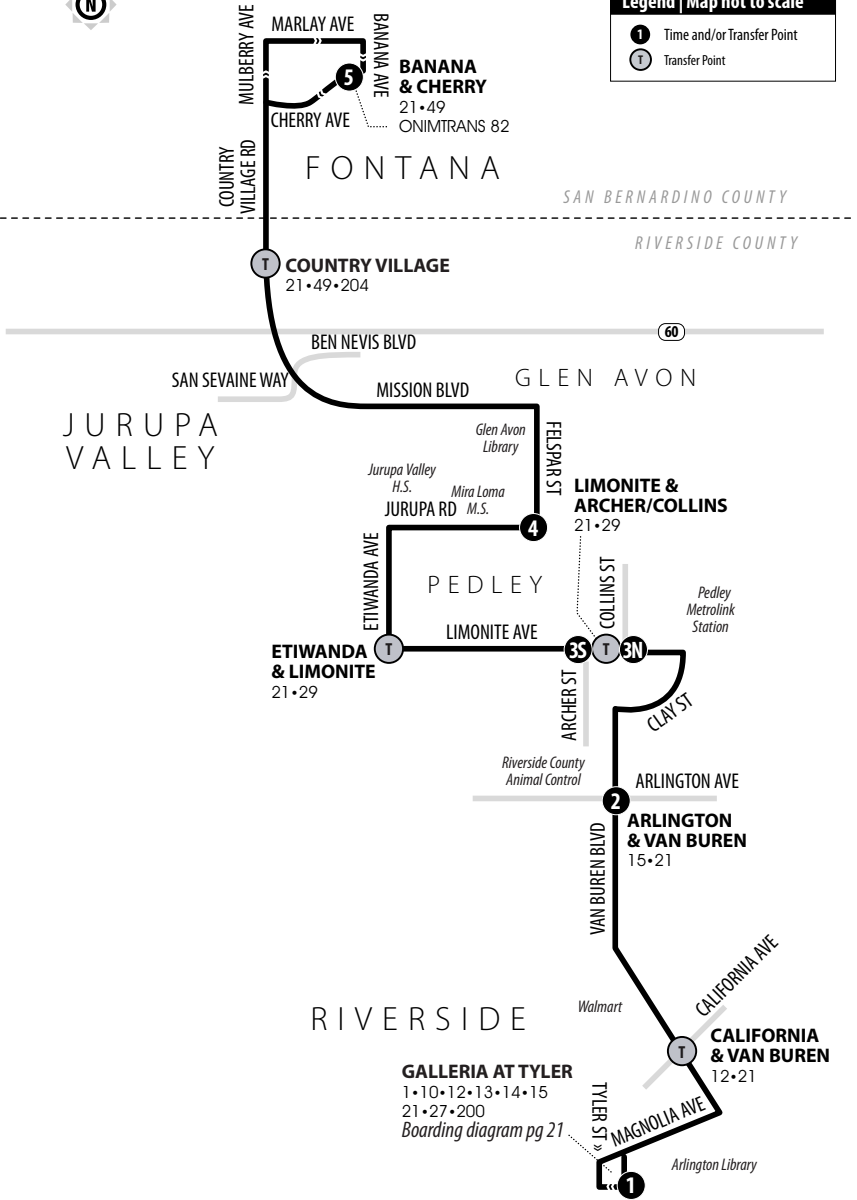 N
Legend | Map not to scale
1 Time and/or Transfer Point
T Transfer Point
MULBERRY AVE
MARLAY AVE
BANANA AVE
5
BANANA
& CHERRY
21•49
ONIMTRANS 82
CHERRY AVE
COUNTRY
VILLAGE RD
FONTANA
SAN BERNARDINO COUNTY
RIVERSIDE COUNTY
T
COUNTRY VILLAGE
21•49•204
60
BEN NEVIS BLVD
SAN SEVAINE WAY
MISSION BLVD
GLEN AVON
JURUPA
VALLEY
Glen Avon
Library
FELSPAR ST
Jurupa Valley
H.S.
Mira Loma
M.S.
JURUPA RD
4
LIMONITE &
ARCHER/COLLINS
21•29
ETIWANDA AVE
PEDLEY
COLLINS ST
Pedley
Metrolink
Station
LIMONITE AVE
T
3S
T
3N
ETIWANDA
& LIMONITE
21•29
ARCHER ST
CLAY ST
Riverside County
Animal Control
ARLINGTON AVE
2
ARLINGTON
& VAN BUREN
15•21
VAN BUREN BLVD
CALIFORNIA AVE
Walmart
RIVERSIDE
T
CALIFORNIA
& VAN BUREN
12•21
GALLERIA AT TYLER
1•10•12•13•14•15
21•27•200
Boarding diagram pg 21
TYLER ST »
MAGNOLIA AVE
Arlington Library
1